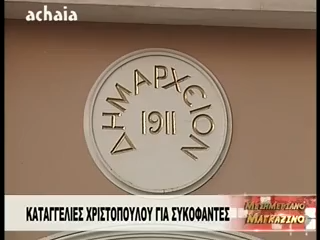 achaia
ΔΗΜΑΡΧΕΙΟΝ
1911
ΚΑΤΑΓΓΕΛΙΕΣ ΧΡΙΣΤΟΠΟΥΛΟΥ ΓΙΑ ΣΥΚΟΦΑΝΤΕΣ
ΜΕΣΗΜΕΡΙΑΝΟ
ΜΑΓΚΑΖΙΝΟ